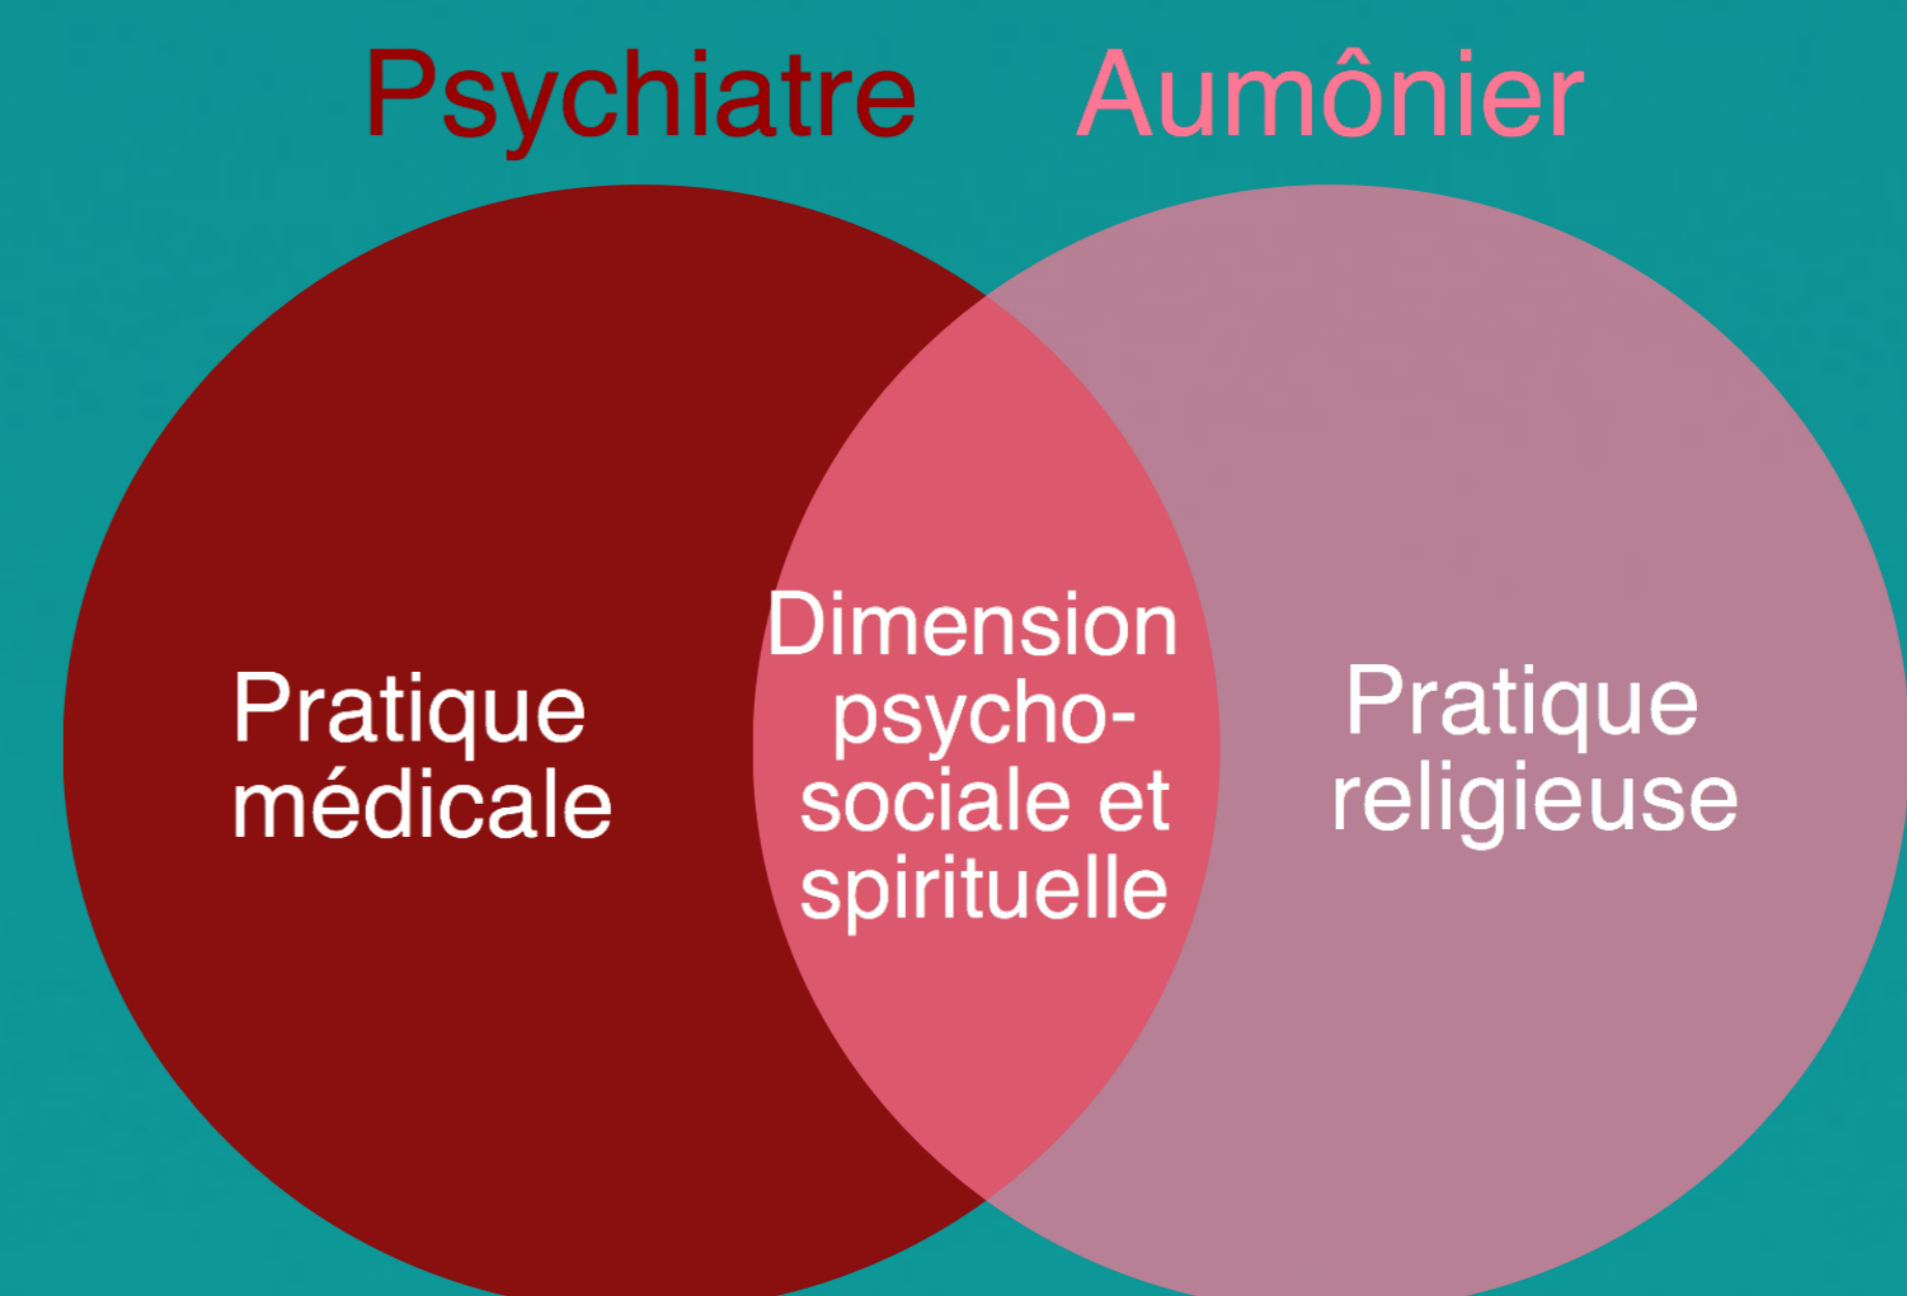 Psychiatre
Aumônier
Pratique
médicale
Dimension
psycho-
sociale et
spirituelle
Pratique
religieuse